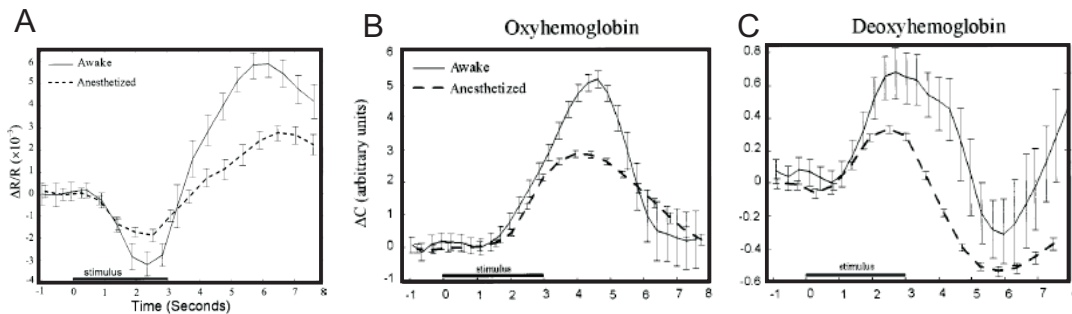 A
ΔR/R (×10⁻³)
6
5
4
3
2
1
0
-1
-2
-3
-4
Awake
Anesthetized
stimulus
-1 0 1 2 3 4 5 6 7 8
Time (Seconds)
B
Oxyhemoglobin
ΔC (arbitrary units)
6
5
4
3
2
1
0
-1
Awake
Anesthetized
stimulus
-1 0 1 2 3 4 5 6 7 8
C
Deoxyhemoglobin
0.8
0.6
0.4
0.2
0
-0.2
-0.4
-0.6
stimulus
-1 0 1 2 3 4 5 6 7 8